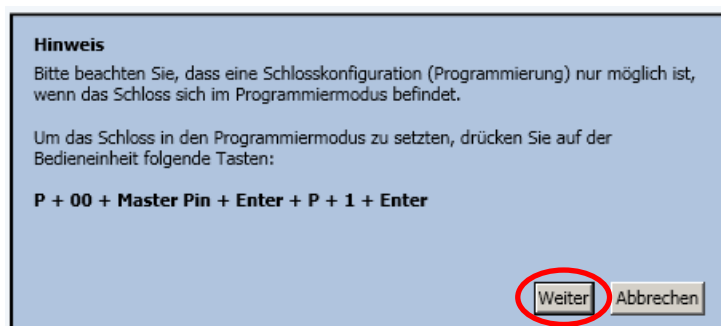 Hinweis
Bitte beachten Sie, dass eine Schlosskonfiguration (Programmierung) nur möglich ist,
wenn das Schloss sich im Programmiermodus befindet.
Um das Schloss in den Programmiermodus zu setzten, drücken Sie auf der
Bedieneinheit folgende Tasten:
P + 00 + Master Pin + Enter + P + 1 + Enter
Weiter Abbrechen